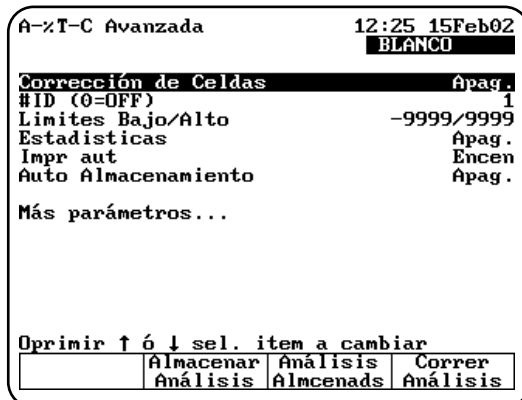 A-%T-C Avanzada 12:25 15Feb02
BLANCO
Corrección de Celdas Apag.
#ID (0=OFF) 1
Limites Bajo/Alto -9999/9999
Estadisticas Apag.
Impr aut Encen
Auto Almacenamiento Apag.
Más parámetros...
Oprimir ↑ ó ↓ sel. item a cambiar
Almacenar Análisis Correr
Análisis Almcenads Análisis